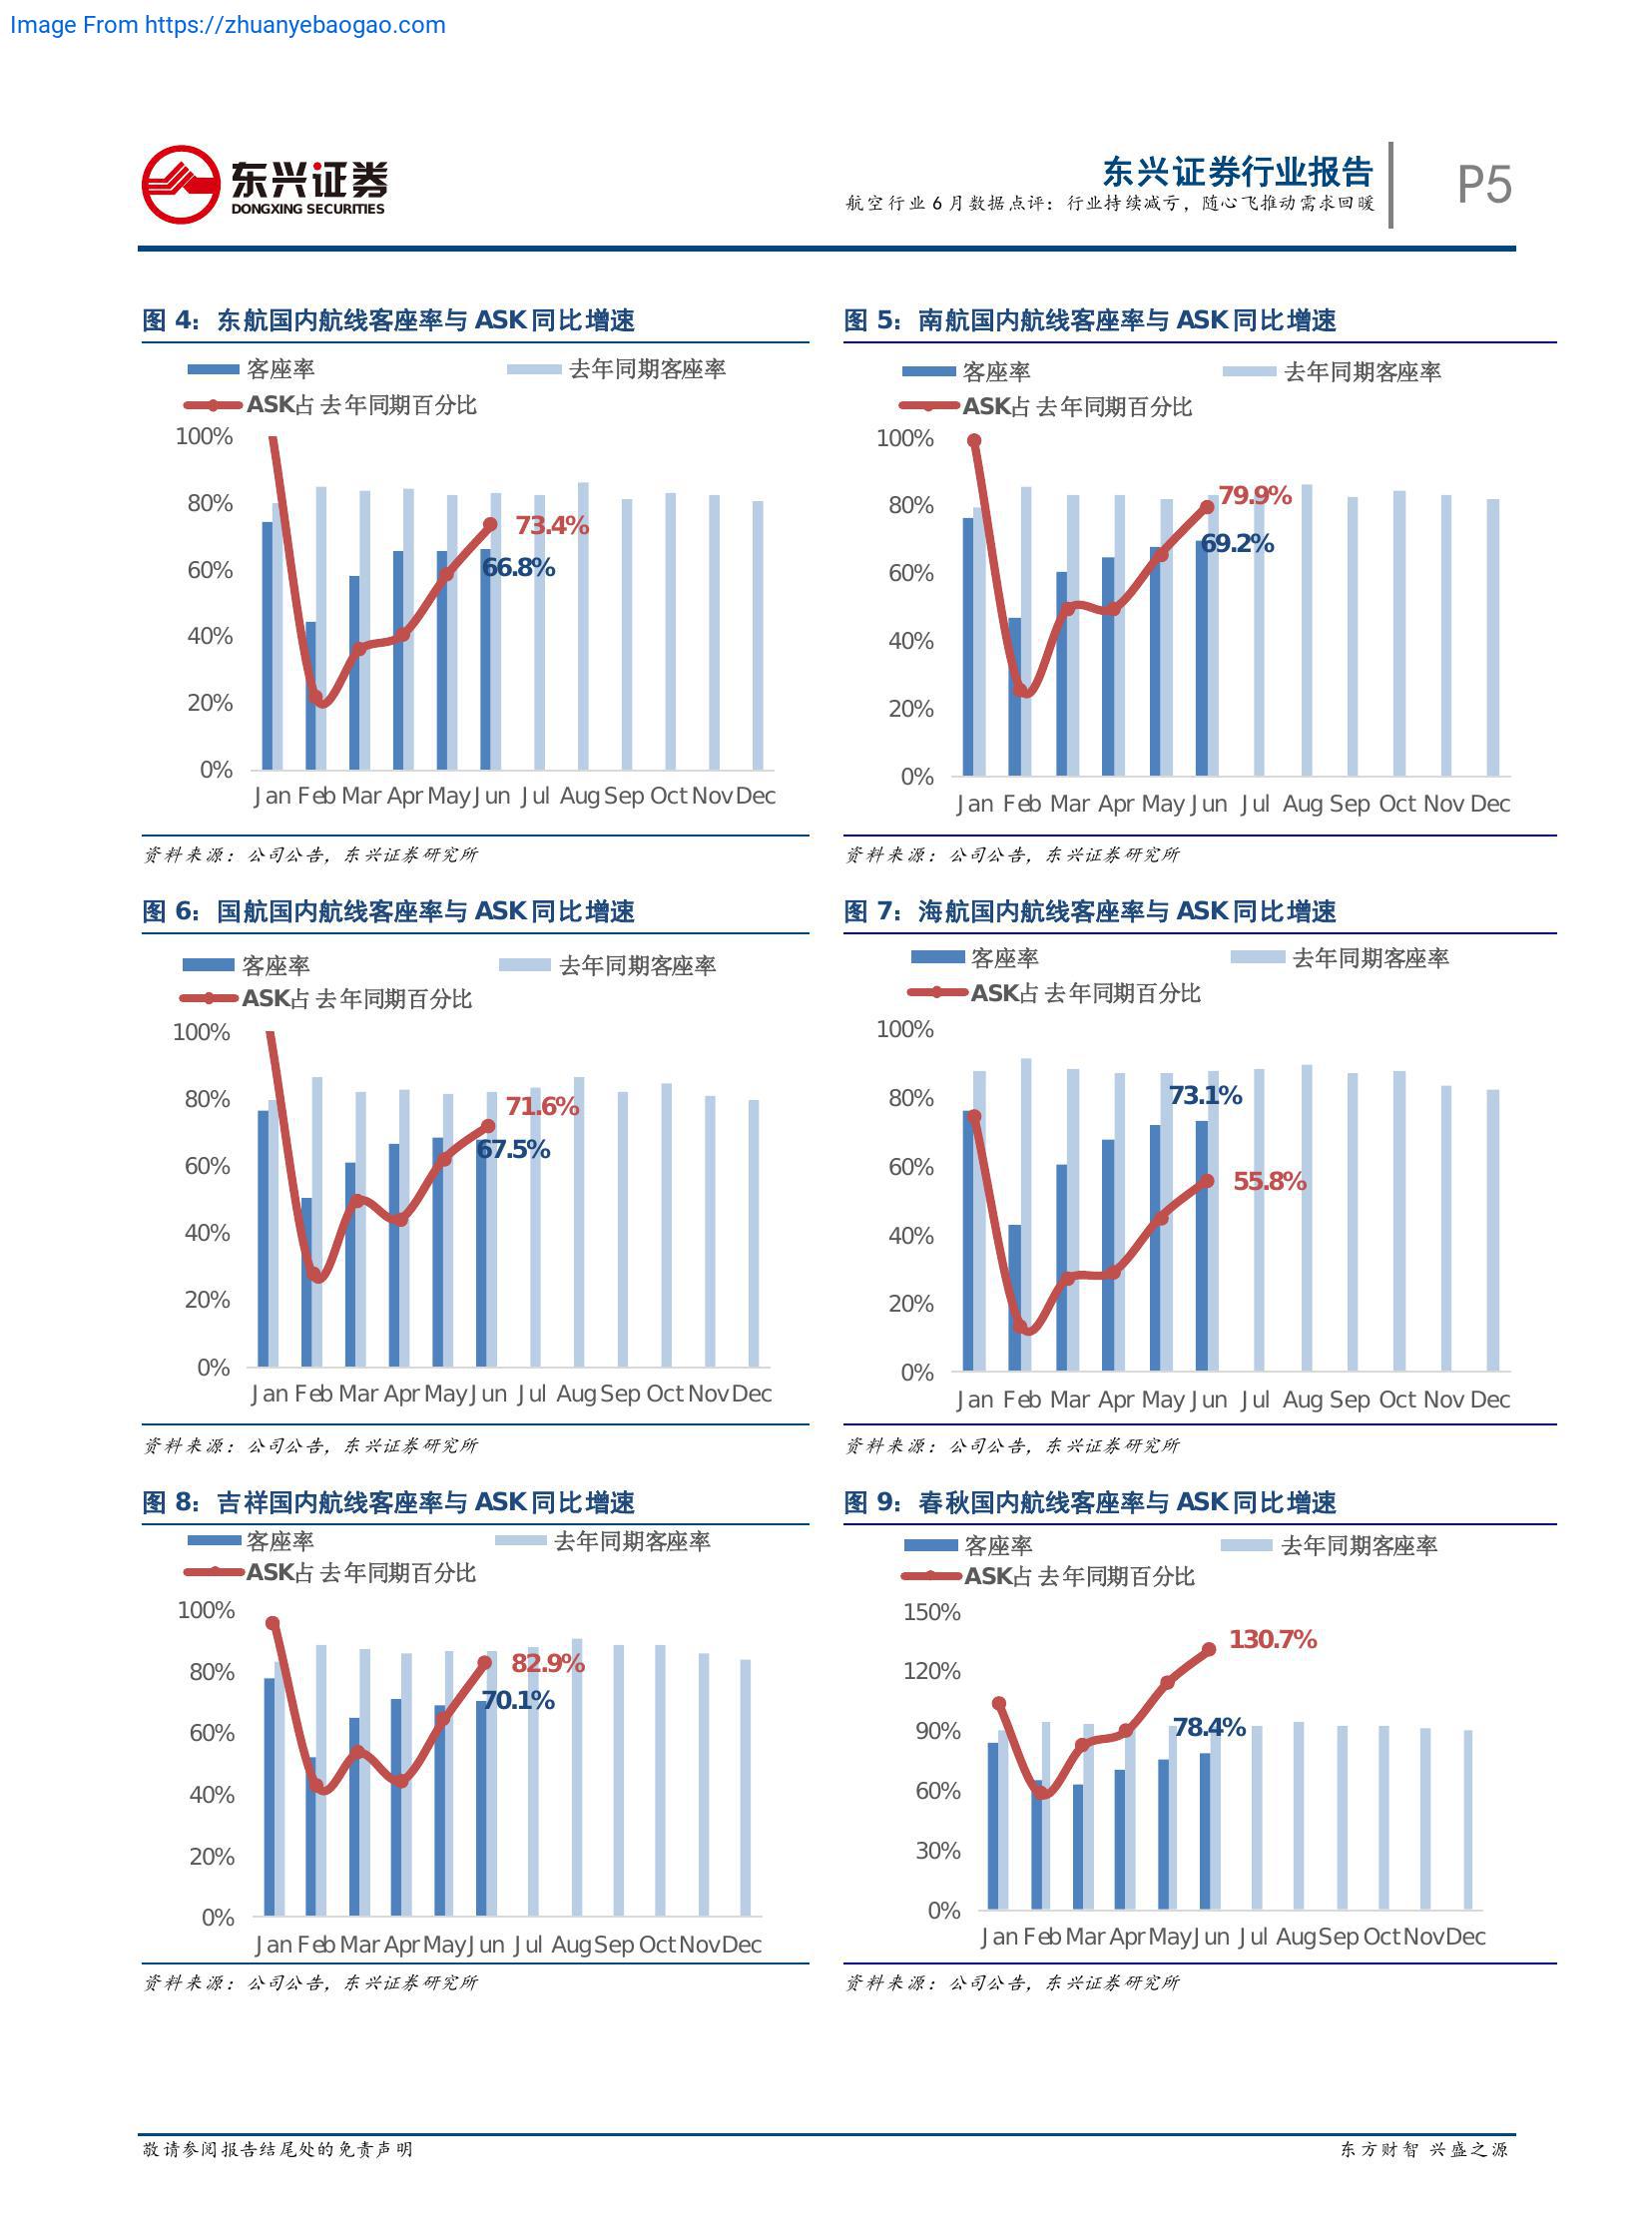 Image From https://zhuanyebaogao.com
东兴证券
DONGXING SECURITIES
东兴证券行业报告
航空行业 6 月数据点评：行业持续减亏，随心飞推动需求回暖
P5
图 4：东航国内航线客座率与 ASK 同比增速
客座率 去年同期客座率
ASK占去年同期百分比
100%
80%
60%
40%
20%
0%
73.4%
66.8%
Jan Feb Mar Apr May Jun Jul Aug Sep Oct Nov Dec
资料来源：公司公告，东兴证券研究所
图 5：南航国内航线客座率与 ASK 同比增速
客座率 去年同期客座率
ASK占去年同期百分比
100%
80%
60%
40%
20%
0%
79.9%
69.2%
Jan Feb Mar Apr May Jun Jul Aug Sep Oct Nov Dec
资料来源：公司公告，东兴证券研究所
图 6：国航国内航线客座率与 ASK 同比增速
客座率 去年同期客座率
ASK占去年同期百分比
100%
80%
60%
40%
20%
0%
71.6%
67.5%
Jan Feb Mar Apr May Jun Jul Aug Sep Oct Nov Dec
资料来源：公司公告，东兴证券研究所
图 7：海航国内航线客座率与 ASK 同比增速
客座率 去年同期客座率
ASK占去年同期百分比
100%
80%
60%
40%
20%
0%
73.1%
55.8%
Jan Feb Mar Apr May Jun Jul Aug Sep Oct Nov Dec
资料来源：公司公告，东兴证券研究所
图 8：吉祥国内航线客座率与 ASK 同比增速
客座率 去年同期客座率
ASK占去年同期百分比
100%
80%
60%
40%
20%
0%
82.9%
70.1%
Jan Feb Mar Apr May Jun Jul Aug Sep Oct Nov Dec
资料来源：公司公告，东兴证券研究所
图 9：春秋国内航线客座率与 ASK 同比增速
客座率 去年同期客座率
ASK占去年同期百分比
150%
120%
90%
60%
30%
0%
130.7%
78.4%
Jan Feb Mar Apr May Jun Jul Aug Sep Oct Nov Dec
资料来源：公司公告，东兴证券研究所
敬请参阅报告结尾处的免责声明
东方财智 兴盛之源